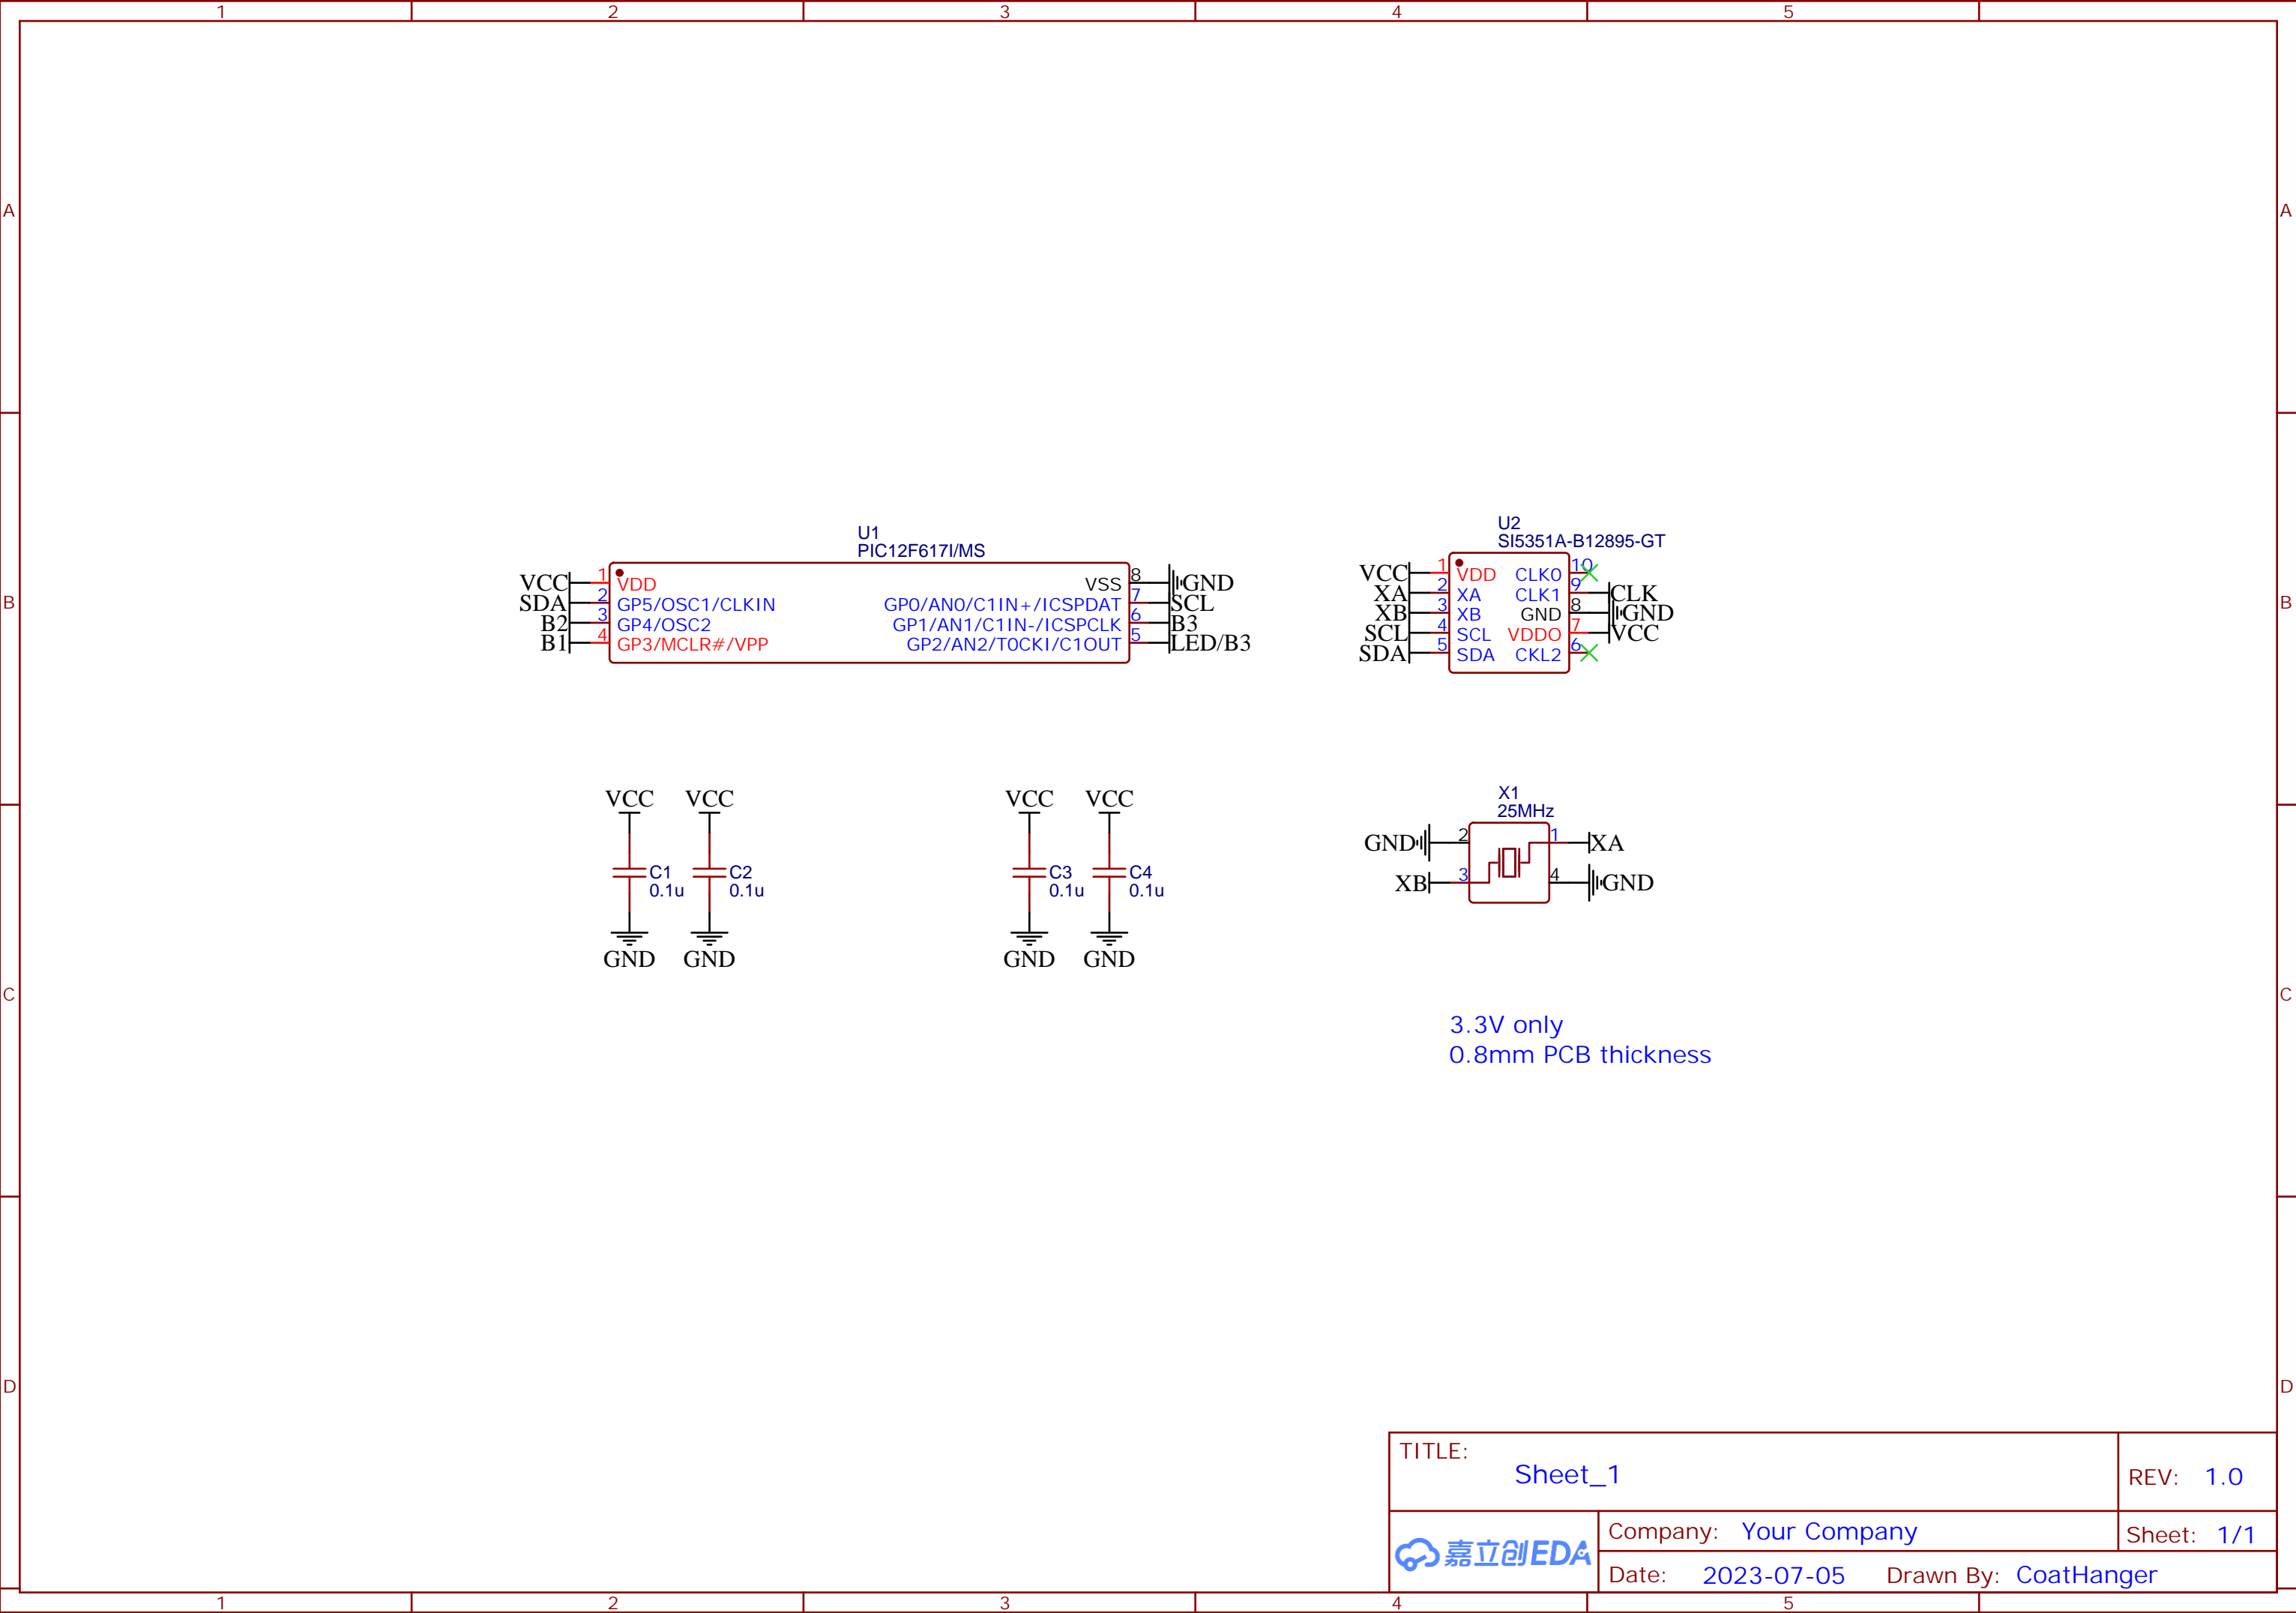 1 2 3 4 5
A A
U2
SI5351A-B12895-GT
U1
PIC12F617I/MS
VCC 1 VDD VSS 8 GND
SDA 2 GP5/OSC1/CLKIN GP0/AN0/C1IN+/ICSPDAT 7 SCL
B2 3 GP4/OSC2 GP1/AN1/C1IN-/ICSPCLK 6 B3
B1 4 GP3/MCLR#/VPP GP2/AN2/T0CKI/C1OUT 5 LED/B3
VCC 1 VDD CLK0 10
XA 2 XA CLK1 9 CLK
XB 3 XB GND 8 GND
SCL 4 SCL VDDO 7 VCC
SDA 5 SDA CKL2 6
B B
VCC VCC VCC VCC
C1 C2 C3 C4
0.1u 0.1u 0.1u 0.1u
GND GND GND GND
X1
25MHz
GND 2 1 XA
XB 3 4 GND
C C
3.3V only
0.8mm PCB thickness
D D
TITLE:
Sheet_1
REV: 1.0
嘉立创EDA
Company: Your Company
Sheet: 1/1
Date: 2023-07-05 Drawn By: CoatHanger
1 2 3 4 5